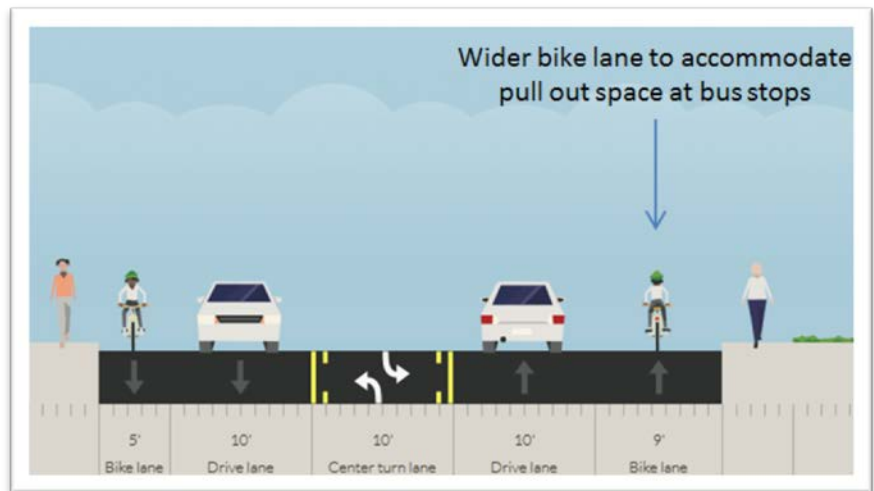 Wider bike lane to accommodate
pull out space at bus stops
5' 10' 10' 10' 9'
Bike lane Drive lane Center turn lane Drive lane Bike lane